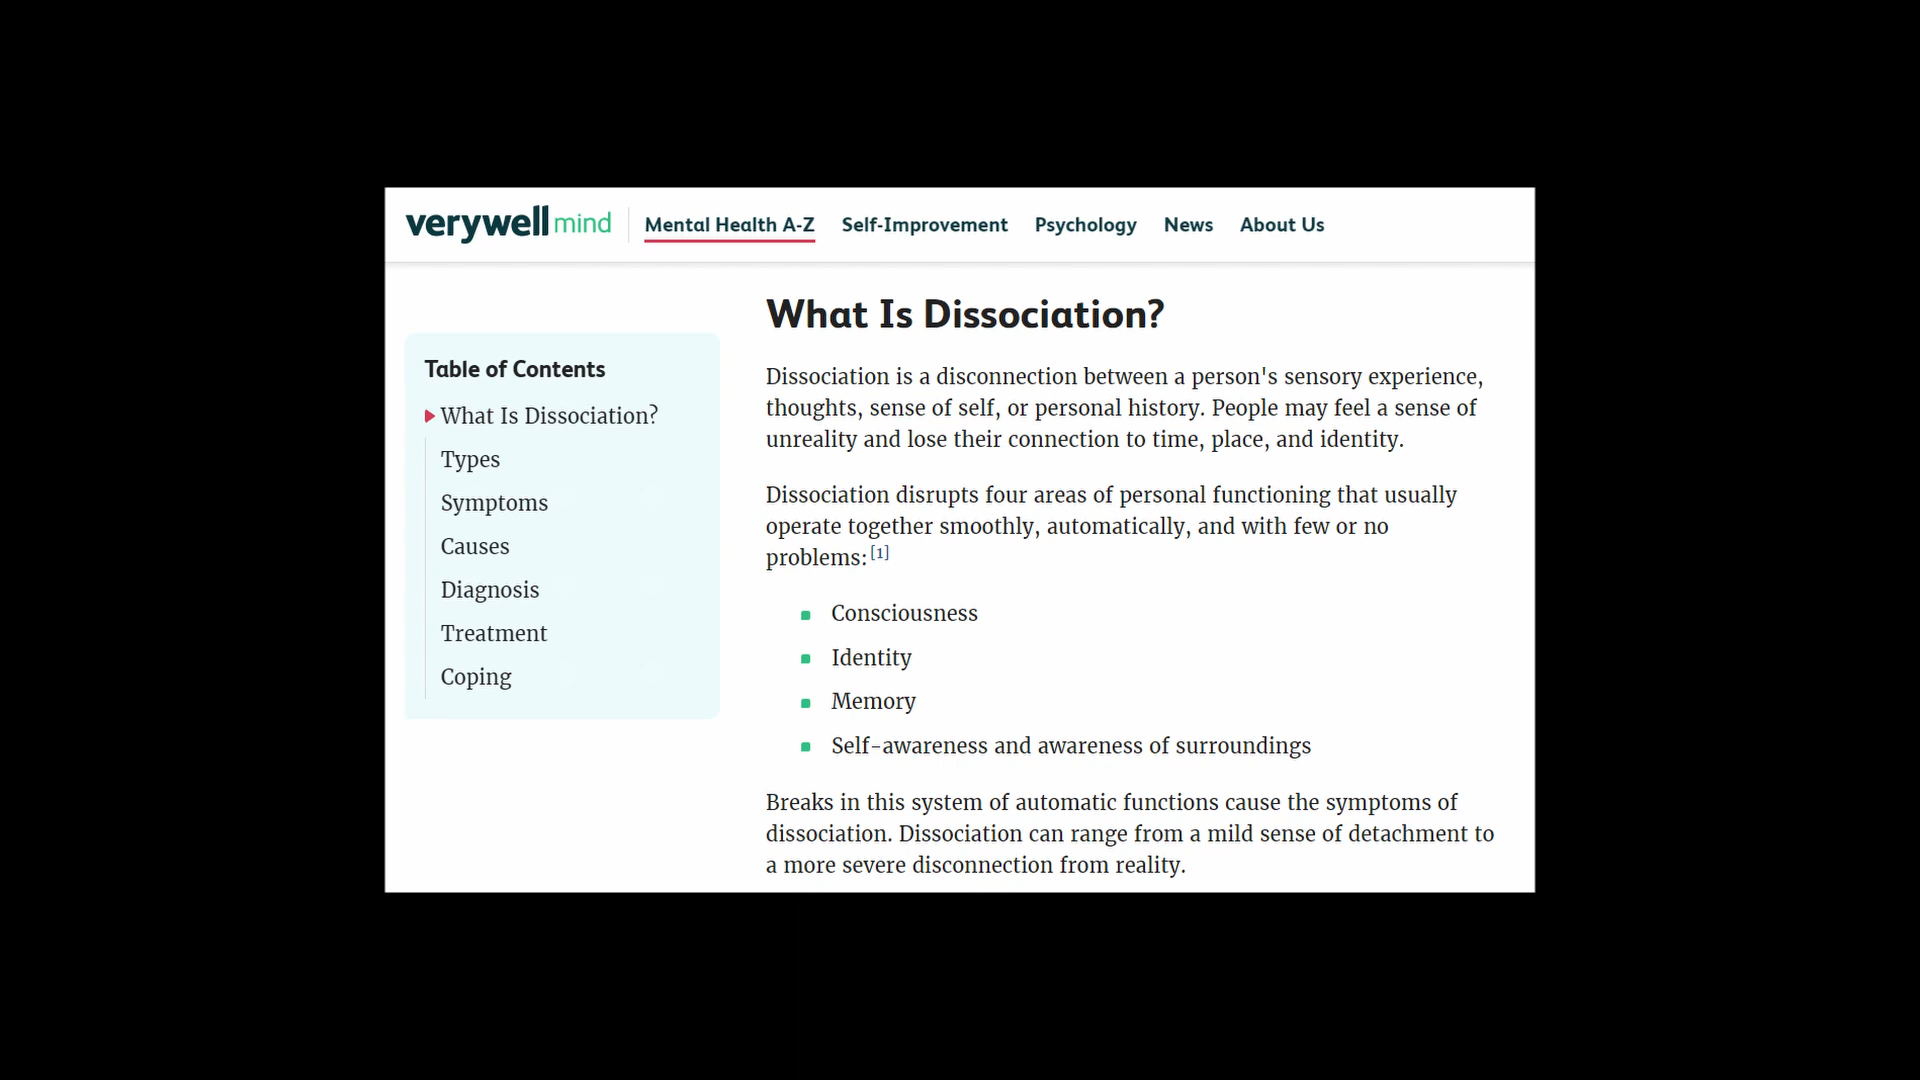 verywell mind
Mental Health A-Z Self-Improvement Psychology News About Us
Table of Contents
What Is Dissociation?
Types
Symptoms
Causes
Diagnosis
Treatment
Coping
What Is Dissociation?
Dissociation is a disconnection between a person's sensory experience,
thoughts, sense of self, or personal history. People may feel a sense of
unreality and lose their connection to time, place, and identity.
Dissociation disrupts four areas of personal functioning that usually
operate together smoothly, automatically, and with few or no
problems:[1]
Consciousness
Identity
Memory
Self-awareness and awareness of surroundings
Breaks in this system of automatic functions cause the symptoms of
dissociation. Dissociation can range from a mild sense of detachment to
a more severe disconnection from reality.